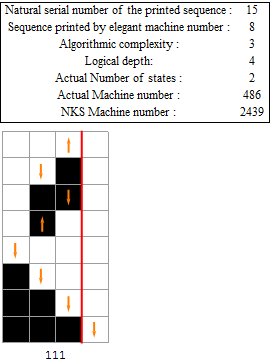 Natural serial number of the printed sequence : 15
Sequence printed by elegant machine number : 8
Algorithmic complexity : 3
Logical depth: 4
Actual Number of states : 2
Actual Machine number : 486
NKS Machine number : 2439
111